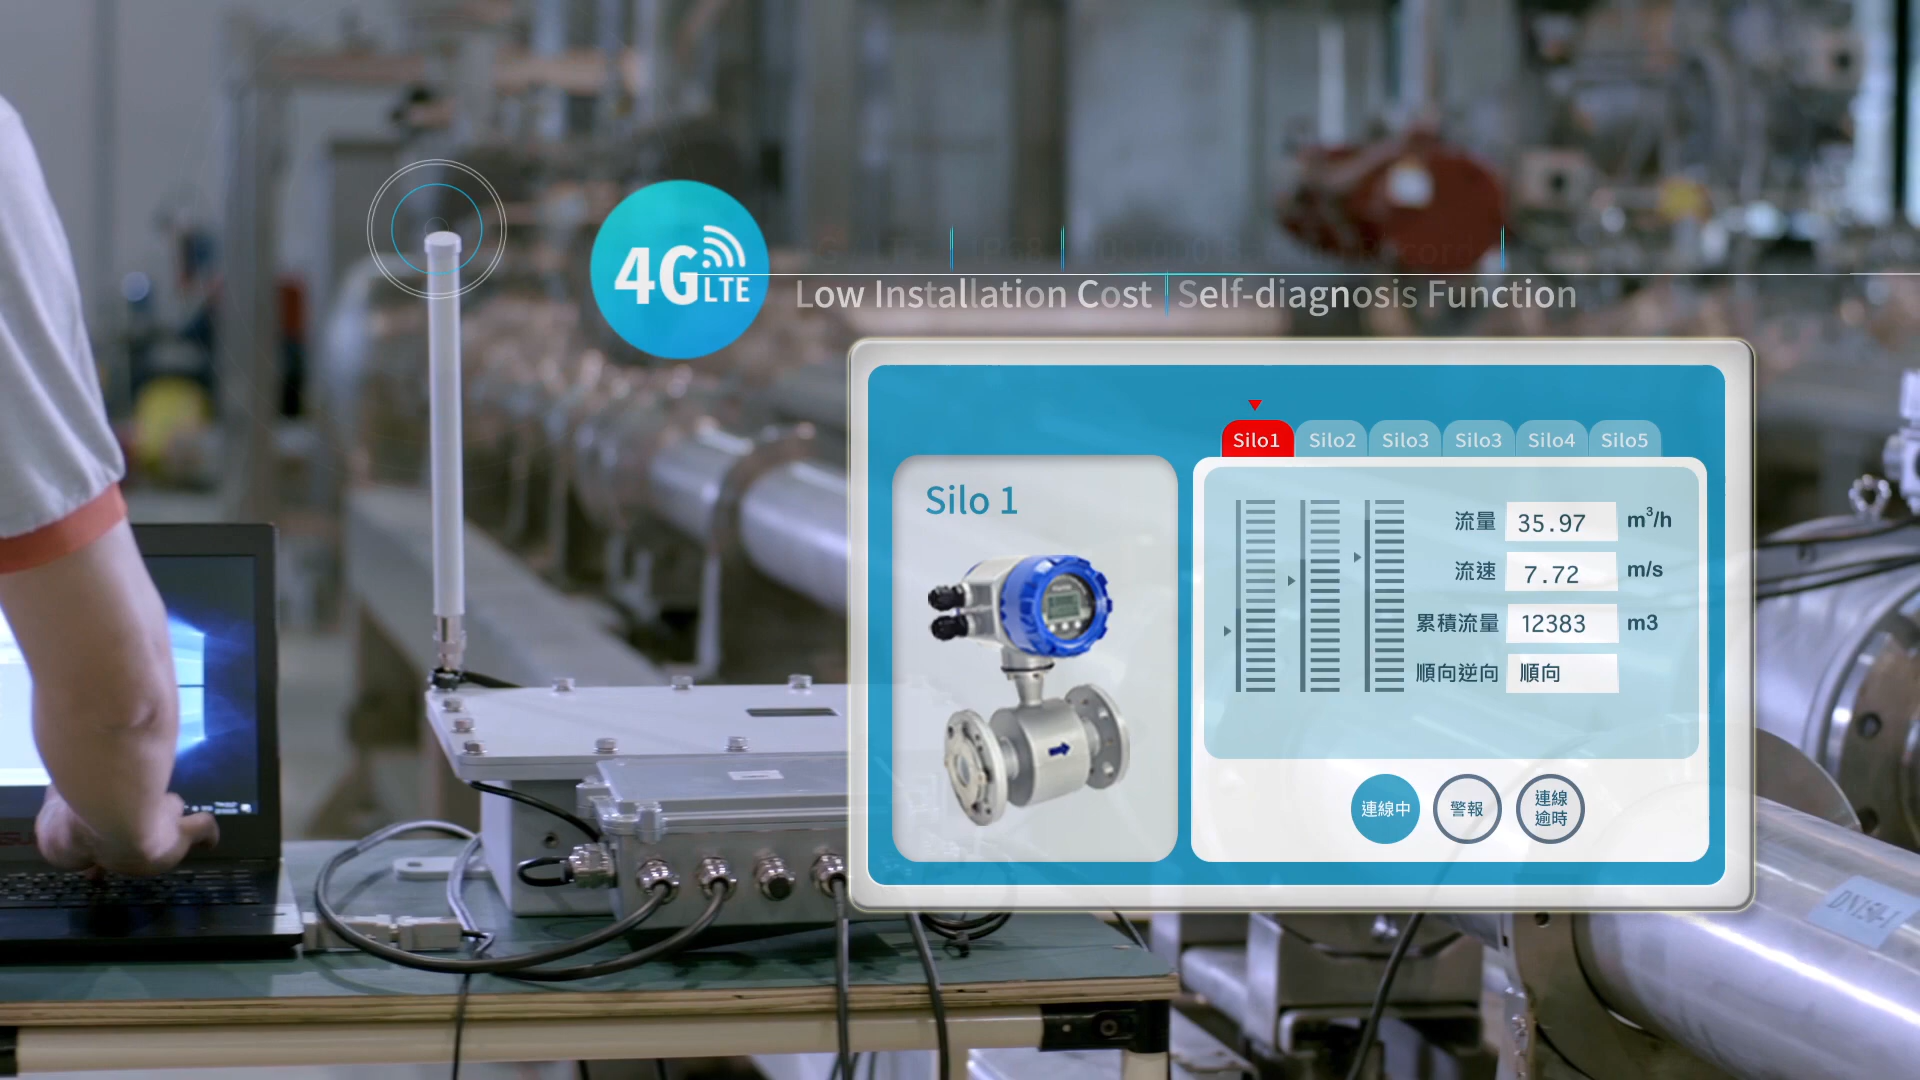 4G LTE
Low Installation Cost | Self-diagnosis Function
Silo1 Silo2 Silo3 Silo3 Silo4 Silo5
Silo 1
流量 35.97 m³/h
流速 7.72 m/s
累積流量 12383 m3
順向逆向 順向
連線中 警報 連線逾時
DN150-1